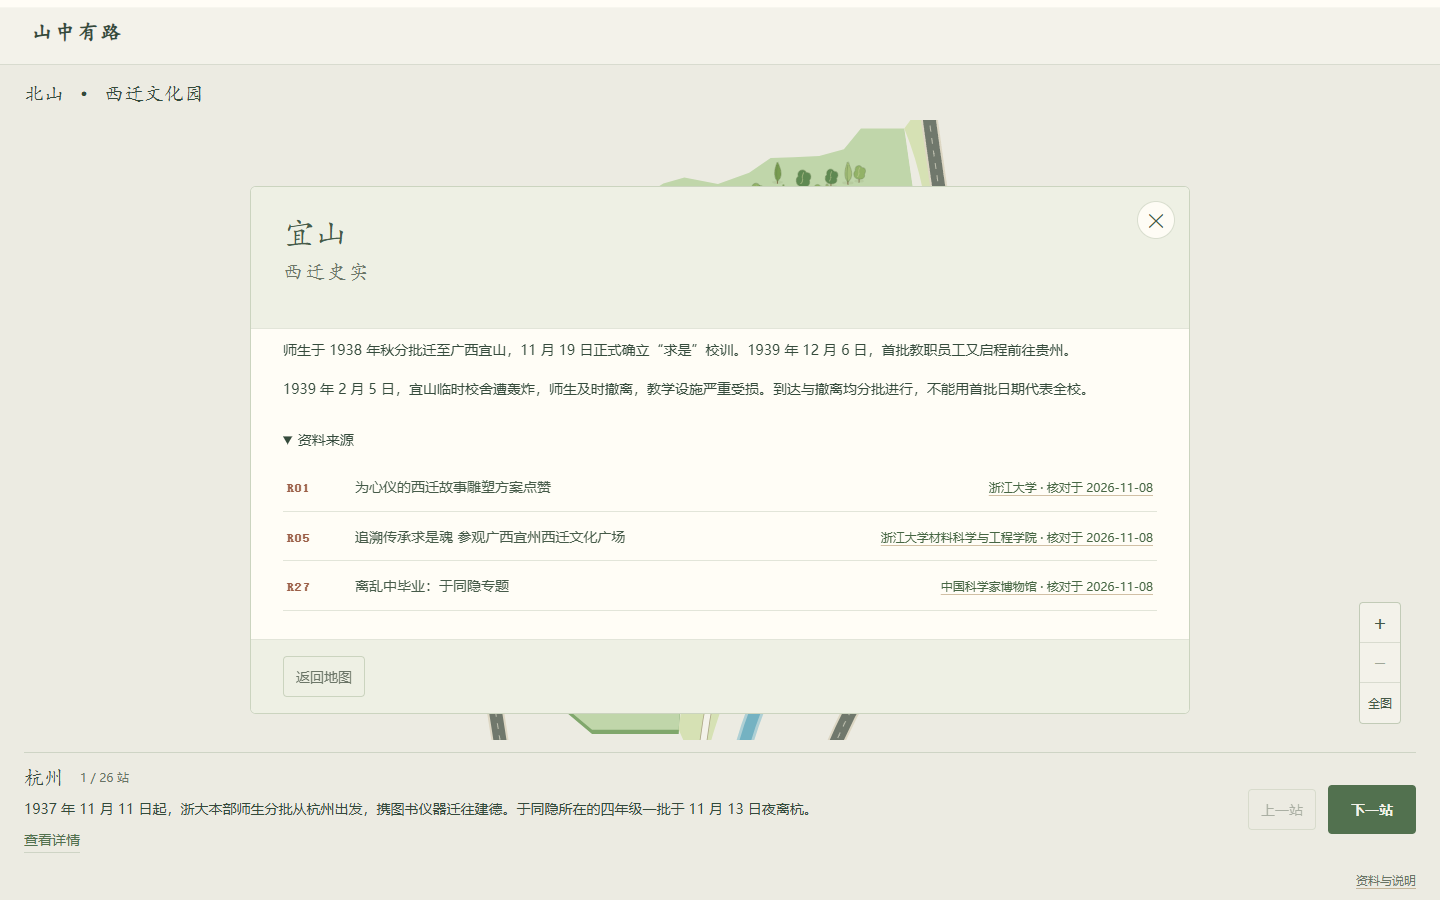 山中有路
北山 • 西迁文化园
宜山
西迁史实
师生于 1938 年秋分批迁至广西宜山，11 月 19 日正式确立“求是”校训。1939 年 12 月 6 日，首批教职员工又启程前往贵州。
1939 年 2 月 5 日，宜山临时校舍遭轰炸，师生及时撤离，教学设施严重受损。到达与撤离均分批进行，不能用首批日期代表全校。
▼ 资料来源
R01 为心仪的西迁故事雕塑方案点赞 浙江大学 · 核对于 2026-11-08
R05 追溯传承求是魂 参观广西宜州西迁文化广场 浙江大学材料科学与工程学院 · 核对于 2026-11-08
R27 离乱中毕业：于同隐专题 中国科学家博物馆 · 核对于 2026-11-08
返回地图
+
−
全图
杭州 1 / 26 站
1937 年 11 月 11 日起，浙大本部师生分批从杭州出发，携图书仪器迁往建德。于同隐所在的四年级一批于 11 月 13 日夜离杭。
查看详情
上一站 下一站
资料与说明